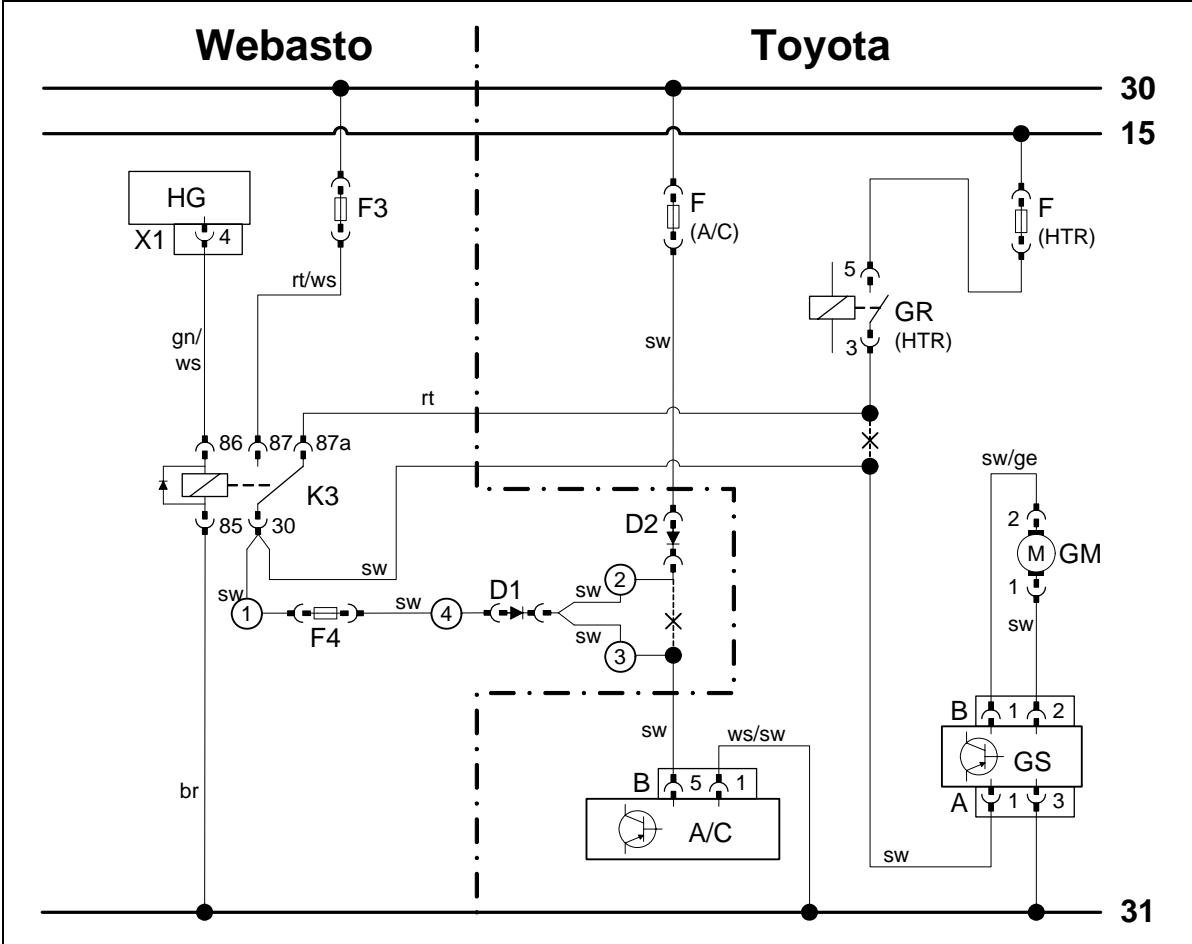 Webasto Toyota
30
15
HG
X1 4
F3
F
(A/C)
F
(HTR)
rt/ws
gn/
ws
sw
5
GR
(HTR)
3
rt
86 87 87a
K3
85 30
sw/ge
2
M GM
1
sw
D2
sw
sw
1
F4
sw
4
D1
sw
2
sw
3
sw
ws/sw
B 1 2
GS
A 1 3
br
B 5 1
A/C
sw
31